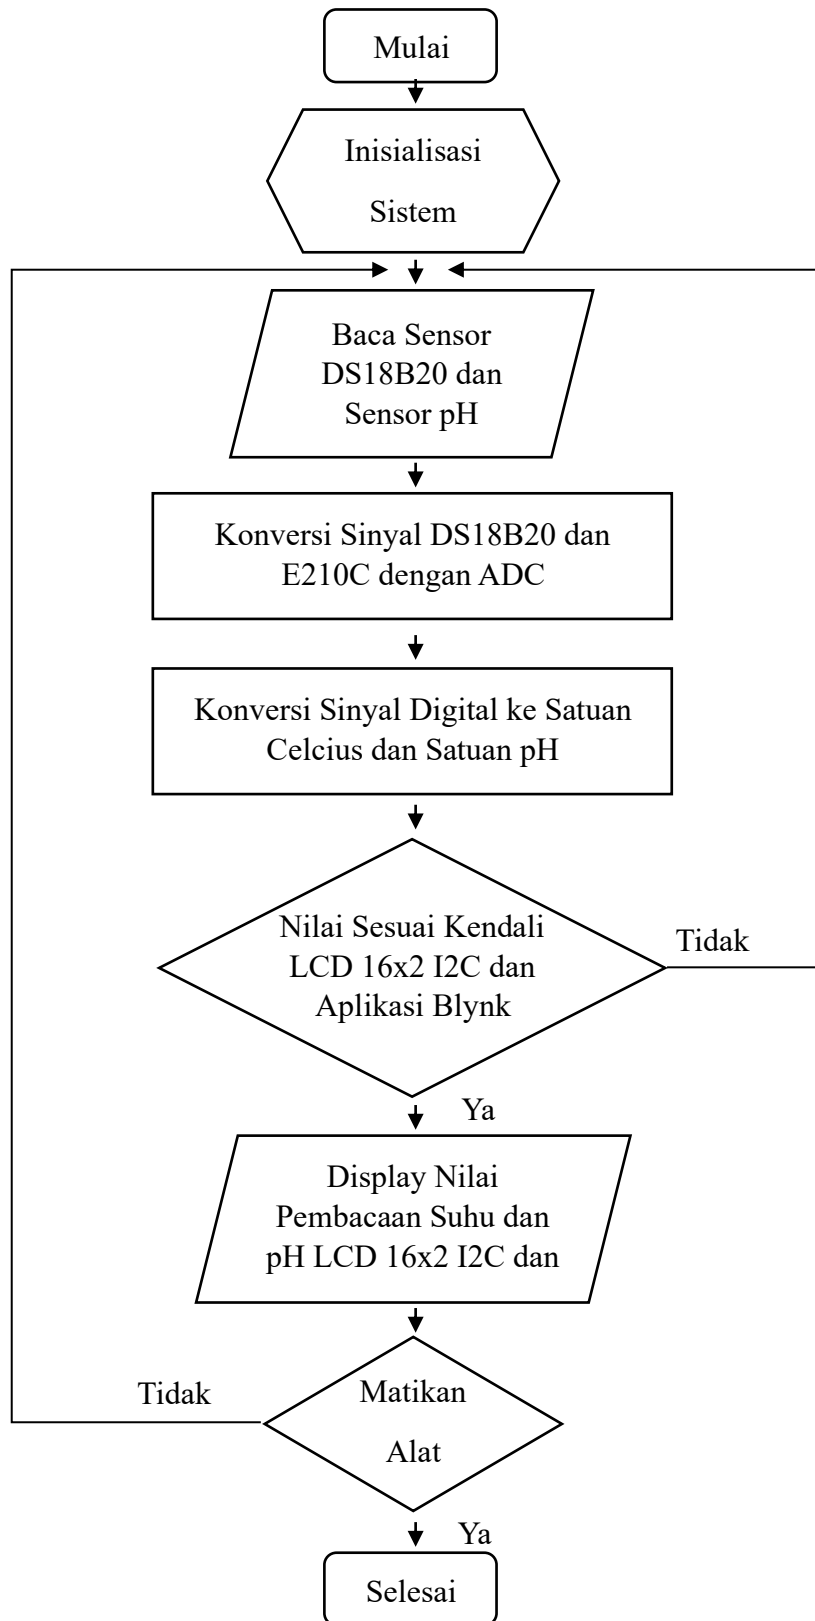 Mulai
Inisialisasi
Sistem
Baca Sensor
DS18B20 dan
Sensor pH
Konversi Sinyal DS18B20 dan
E210C dengan ADC
Konversi Sinyal Digital ke Satuan
Celcius dan Satuan pH
Nilai Sesuai Kendali
LCD 16x2 I2C dan
Aplikasi Blynk
Tidak
Ya
Display Nilai
Pembacaan Suhu dan
pH LCD 16x2 I2C dan
Tidak
Matikan
Alat
Ya
Selesai